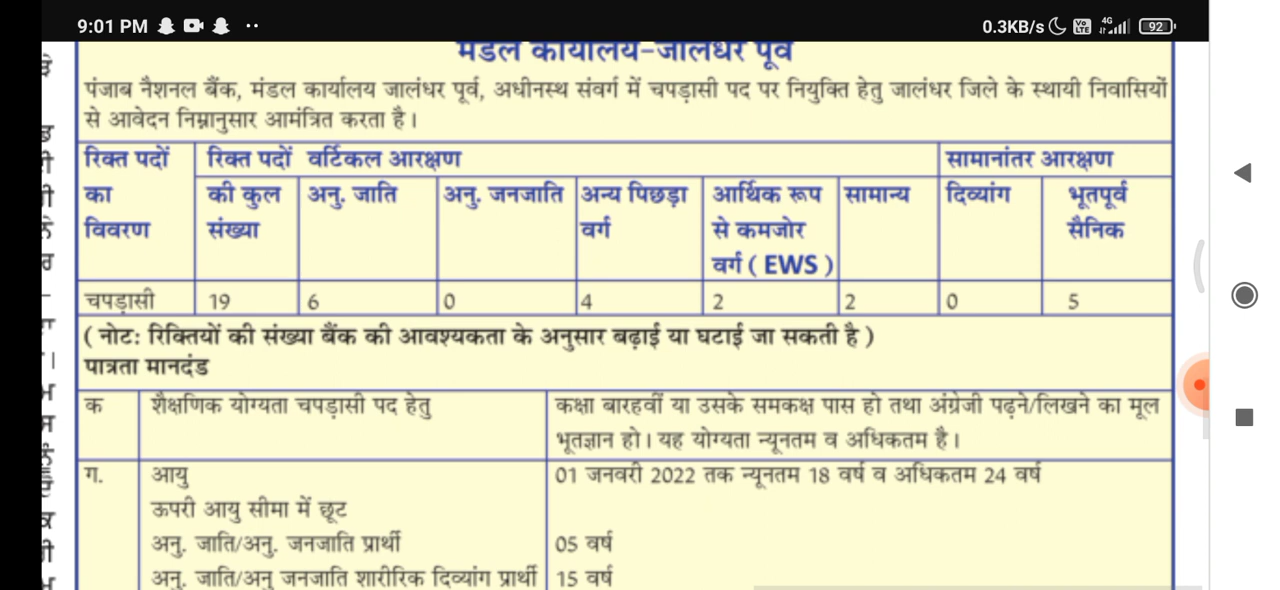 9:01 PM
0.3KB/s Vo LTE 4G 92
मंडल कार्यालय-जालंधर पूर्व
पंजाब नैशनल बैंक, मंडल कार्यालय जालंधर पूर्व, अधीनस्थ संवर्ग में चपड़ासी पद पर नियुक्ति हेतु जालंधर जिले के स्थायी निवासियों
से आवेदन निम्नानुसार आमंत्रित करता है।
रिक्त पदों का विवरण
रिक्त पदों की कुल संख्या
वर्टिकल आरक्षण
सामानांतर आरक्षण
अनु. जाति
अनु. जनजाति
अन्य पिछड़ा वर्ग
आर्थिक रूप से कमजोर वर्ग ( EWS )
सामान्य
दिव्यांग
भूतपूर्व सैनिक
चपड़ासी 19 6 0 4 2 2 0 5
( नोट: रिक्तियों की संख्या बैंक की आवश्यकता के अनुसार बढ़ाई या घटाई जा सकती है )
पात्रता मानदंड
क शैक्षणिक योग्यता चपड़ासी पद हेतु
कक्षा बारहवीं या उसके समकक्ष पास हो तथा अंग्रेजी पढ़ने/लिखने का मूल
भूतज्ञान हो। यह योग्यता न्यूनतम व अधिकतम है।
ग. आयु 01 जनवरी 2022 तक न्यूनतम 18 वर्ष व अधिकतम 24 वर्ष
ऊपरी आयु सीमा में छूट
अनु. जाति/अनु. जनजाति प्रार्थी 05 वर्ष
अनु. जाति/अनु जनजाति शारीरिक दिव्यांग प्रार्थी 15 वर्ष